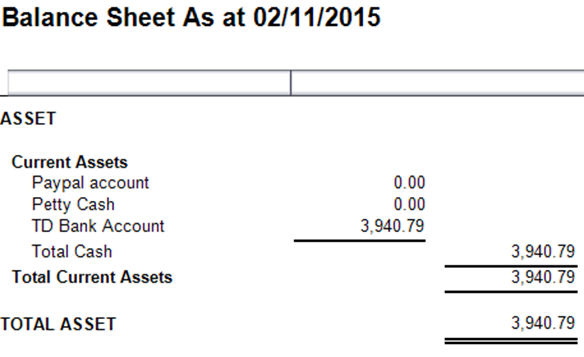 Balance Sheet As at 02/11/2015
ASSET
Current Assets
Paypal account 0.00
Petty Cash 0.00
TD Bank Account 3,940.79
Total Cash 3,940.79
Total Current Assets 3,940.79
TOTAL ASSET 3,940.79